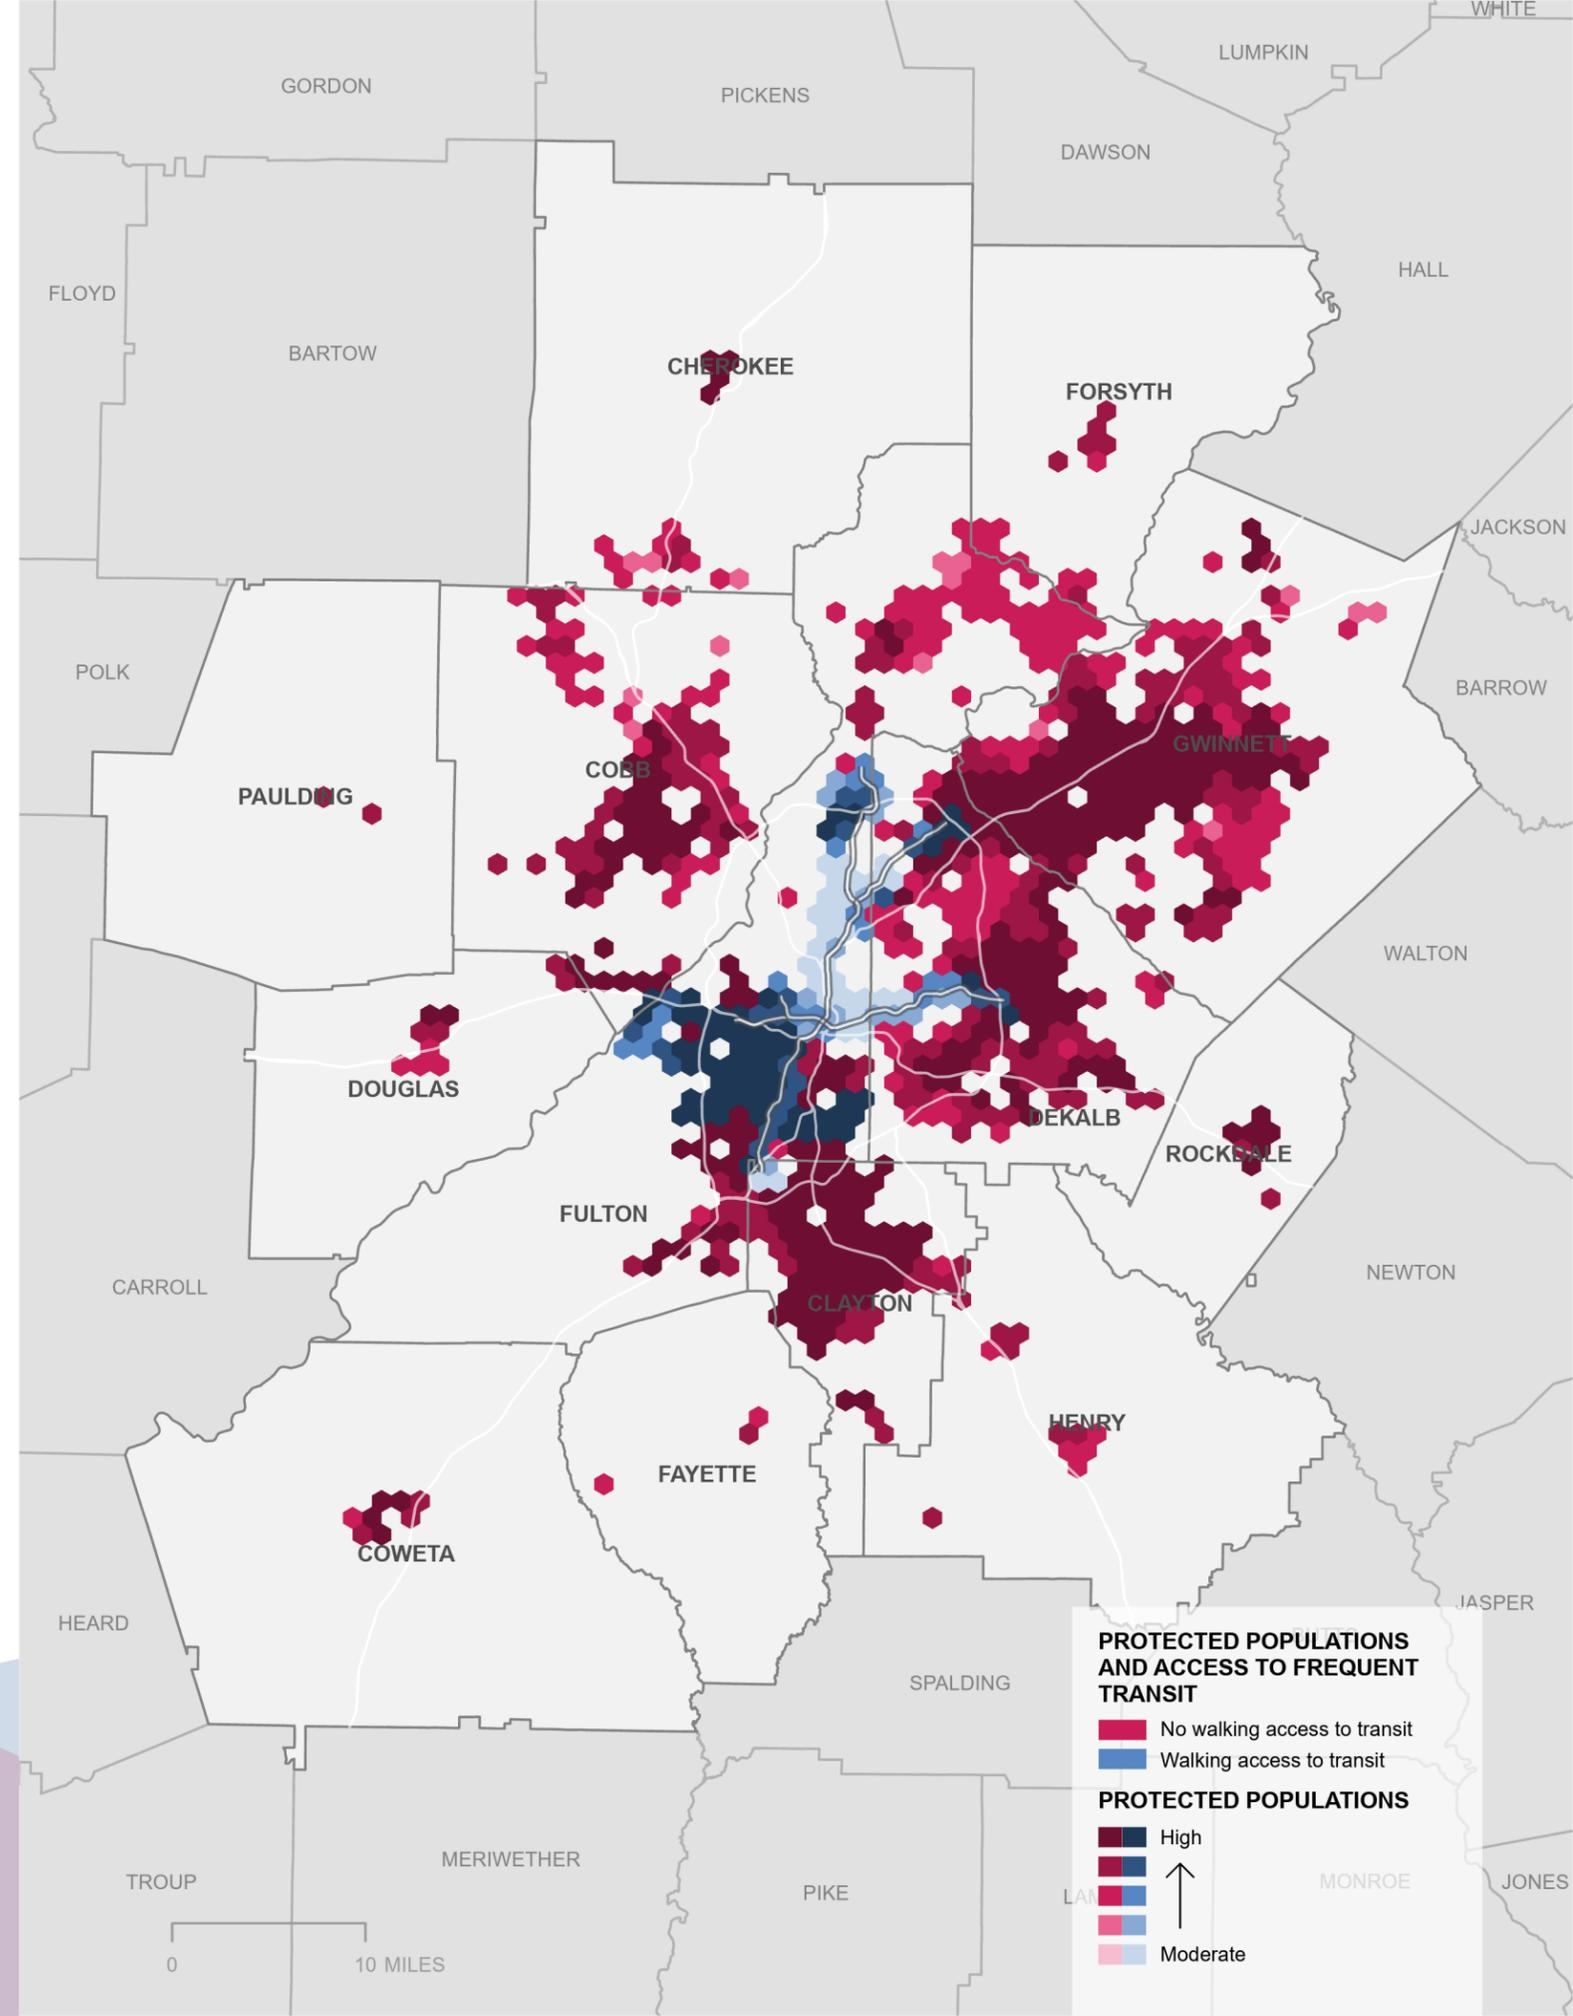 WHITE
LUMPKIN
GORDON
PICKENS
DAWSON
HALL
FLOYD
BARTOW
CHEROKEE
FORSYTH
JACKSON
POLK
BARROW
GWINNETT
COBB
PAULDING
WALTON
DOUGLAS
DEKALB
ROCKDALE
FULTON
NEWTON
CARROLL
CLAYTON
HENRY
FAYETTE
COWETA
JASPER
HEARD
BUTTS
PROTECTED POPULATIONS
AND ACCESS TO FREQUENT
TRANSIT
SPALDING
No walking access to transit
Walking access to transit
PROTECTED POPULATIONS
High
MERIWETHER
TROUP
PIKE
MONROE
JONES
Moderate
0 10 MILES